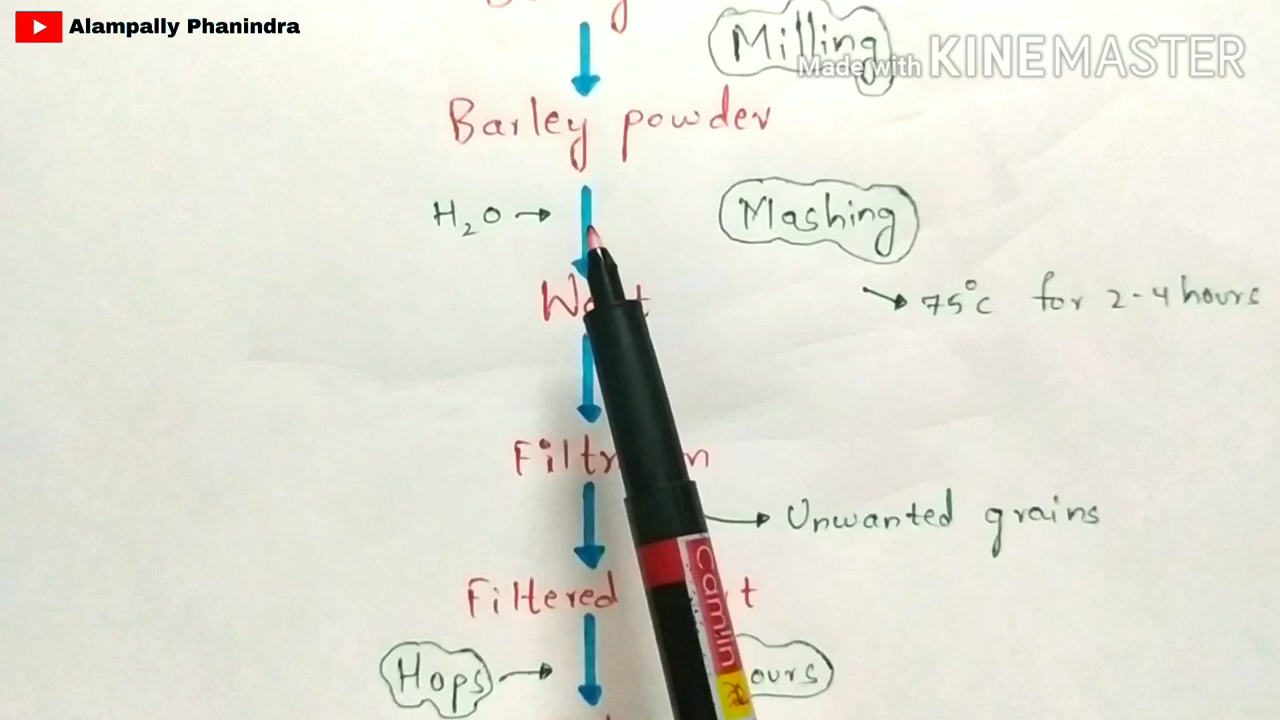 Alampally Phanindra
Milling
Made with KINEMASTER
Barley powder
H₂O →
Mashing
→ 75°C for 2-4 hours
Filtered
→ Unwanted grains
Hops →
Camlin